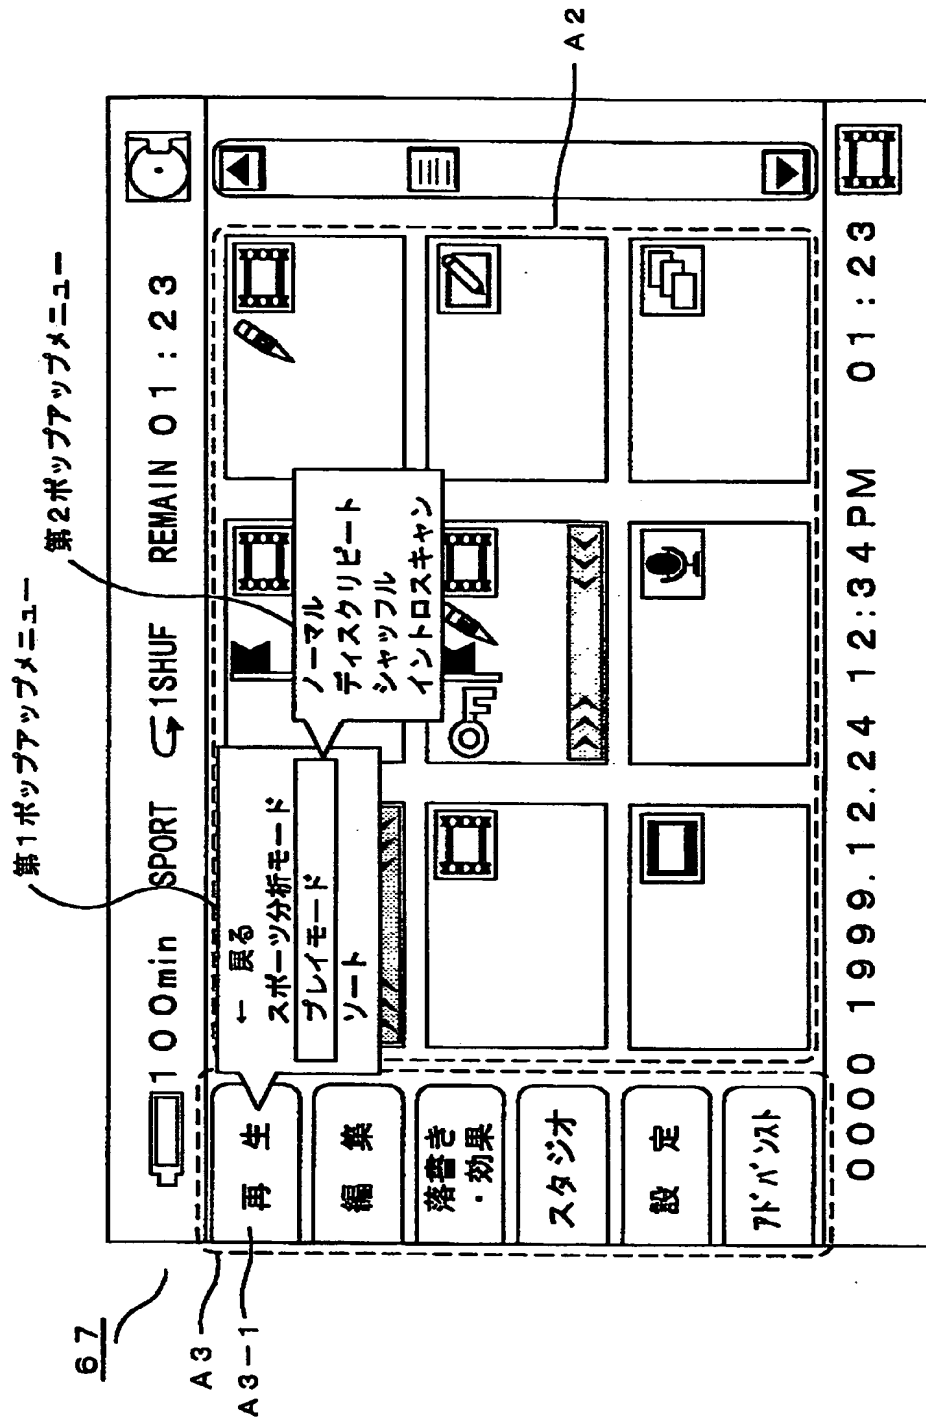 第1ポップアップメニュー
第2ポップアップメニュー
67
A3
A3-1
A2
100min SPORT 1SHUF REMAIN 01:23
再生
編集
落書き
・効果
スタジオ
設定
アドバンスト
← 戻る
スポーツ分析モード
プレイモード
ソート
ノーマル
ディスクリピート
シャッフル
イントロスキャン
0000 1999.12.24 12:34PM 01:23